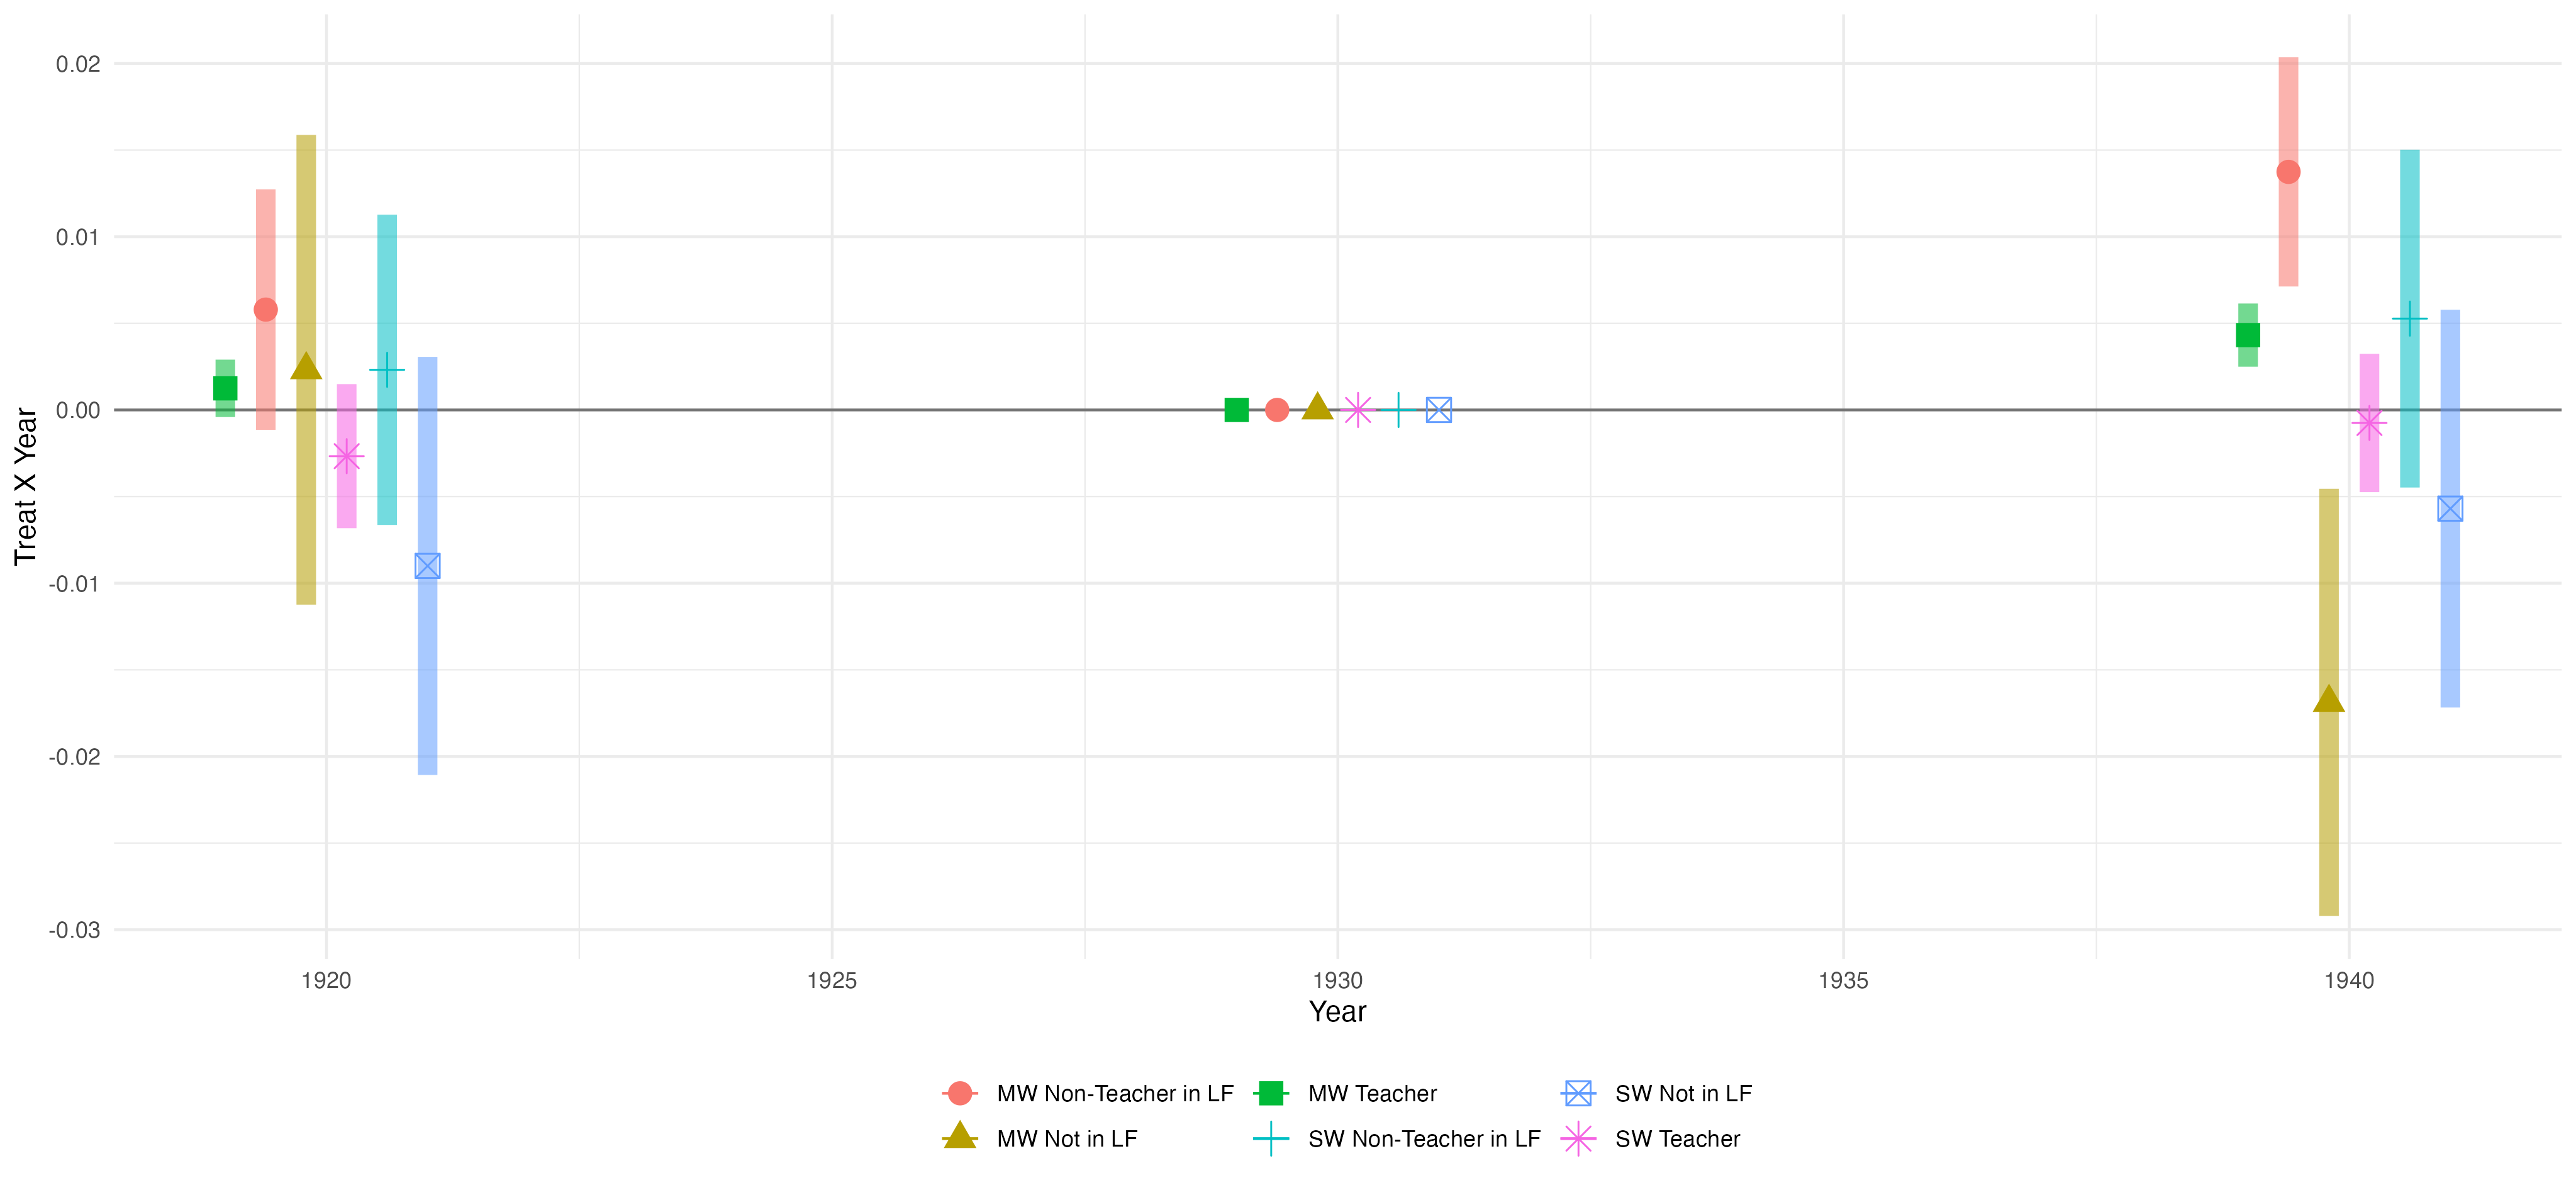 0.02
0.01
0.00
-0.01
-0.02
-0.03
Treat X Year
1920 1925 1930 1935 1940
Year
MW Non-Teacher in LF MW Teacher SW Not in LF
MW Not in LF SW Non-Teacher in LF SW Teacher